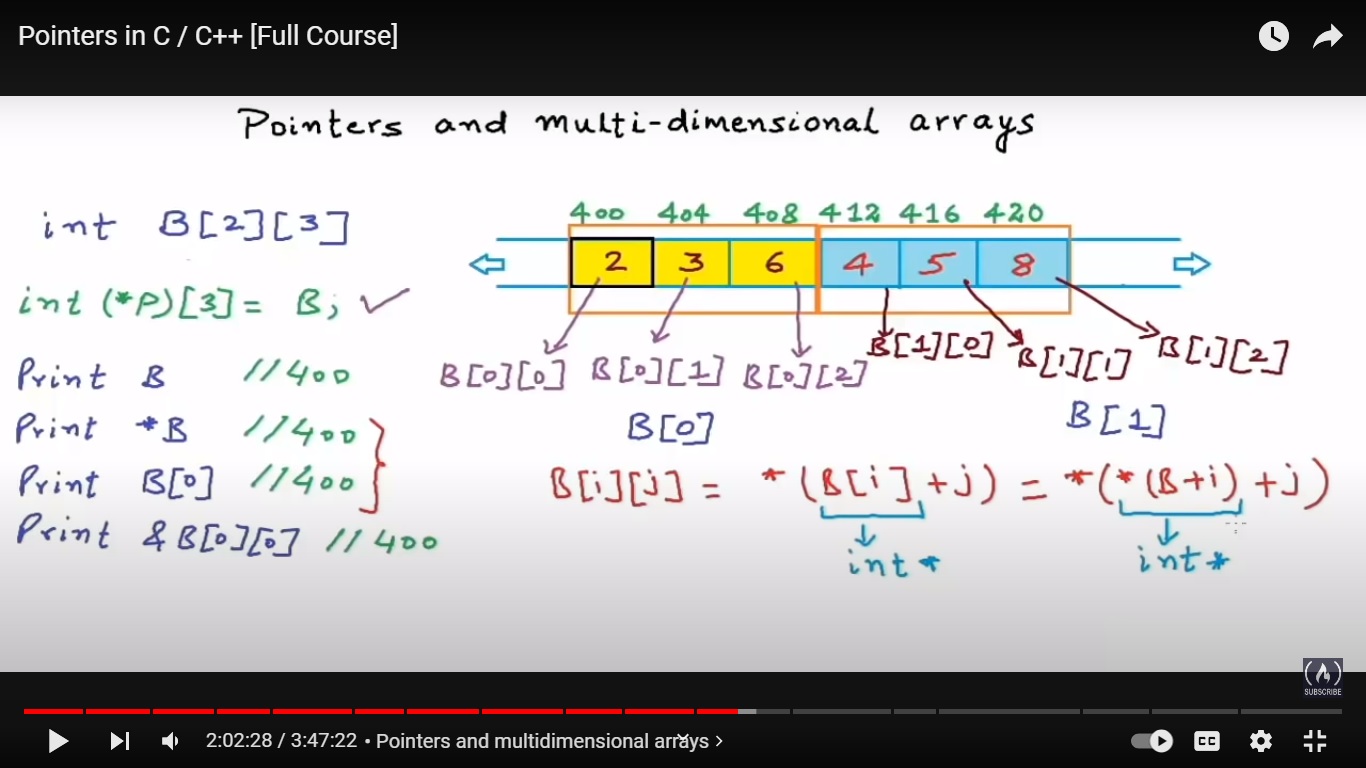 Pointers in C / C++ [Full Course]
Pointers and multi-dimensional arrays
int B[2][3]
400 404 408 412 416 420
2 3 6 4 5 8
int (*P)[3] = B; ✓
B[0][0] B[0][1] B[0][2] B[1][0] B[1][1] B[1][2]
Print B //400
B[0] B[1]
Print *B //400
Print B[0] //400
B[i][j] = *(B[i]+j) = *(*(B+i)+j)
Print &B[0][0] //400
int* int*
SUBSCRIBE
2:02:28 / 3:47:22 • Pointers and multidimensional arrays >
CC